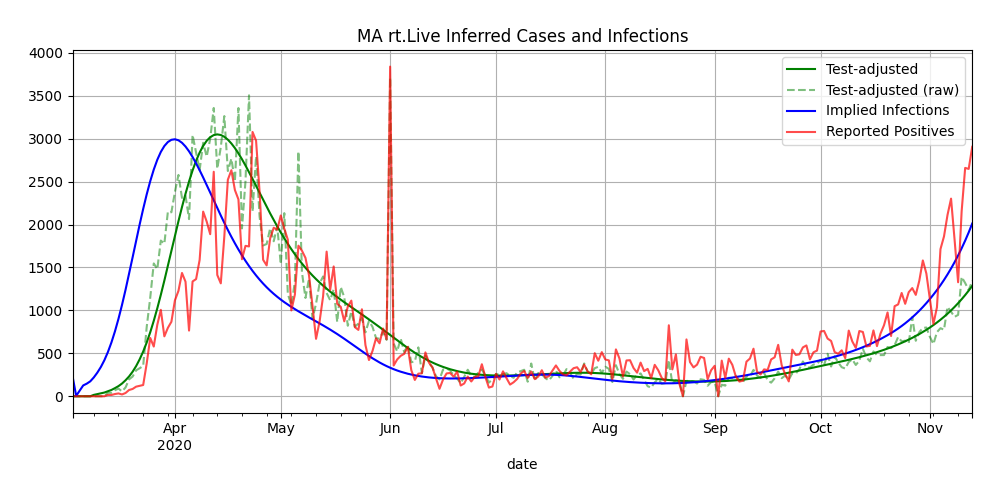 MA rt.Live Inferred Cases and Infections
4000
3500
3000
2500
2000
1500
1000
500
0
Test-adjusted
Test-adjusted (raw)
Implied Infections
Reported Positives
Apr
2020
May
Jun
Jul
Aug
Sep
Oct
Nov
date